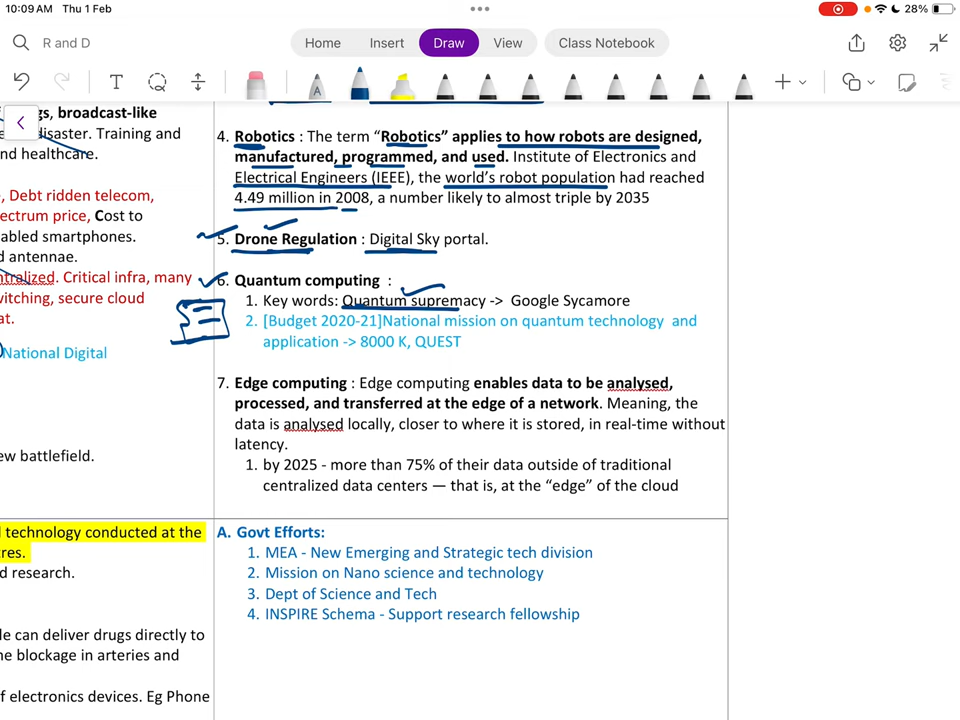 10:09 AM Thu 1 Feb
28%
R and D
Home Insert Draw View Class Notebook
gs, broadcast-like
disaster. Training and
nd healthcare.
, Debt ridden telecom,
ectrum price, Cost to
abled smartphones.
d antennae.
ntralized. Critical infra, many
witching, secure cloud
at.
National Digital
ew battlefield.
l technology conducted at the
res.
d research.
le can deliver drugs directly to
ne blockage in arteries and
f electronics devices. Eg Phone
4. Robotics : The term “Robotics” applies to how robots are designed,
manufactured, programmed, and used. Institute of Electronics and
Electrical Engineers (IEEE), the world's robot population had reached
4.49 million in 2008, a number likely to almost triple by 2035
5. Drone Regulation : Digital Sky portal.
6. Quantum computing :
1. Key words: Quantum supremacy -> Google Sycamore
2. [Budget 2020-21]National mission on quantum technology and
application -> 8000 K, QUEST
7. Edge computing : Edge computing enables data to be analysed,
processed, and transferred at the edge of a network. Meaning, the
data is analysed locally, closer to where it is stored, in real-time without
latency.
1. by 2025 - more than 75% of their data outside of traditional
centralized data centers — that is, at the “edge” of the cloud
A. Govt Efforts:
1. MEA - New Emerging and Strategic tech division
2. Mission on Nano science and technology
3. Dept of Science and Tech
4. INSPIRE Schema - Support research fellowship